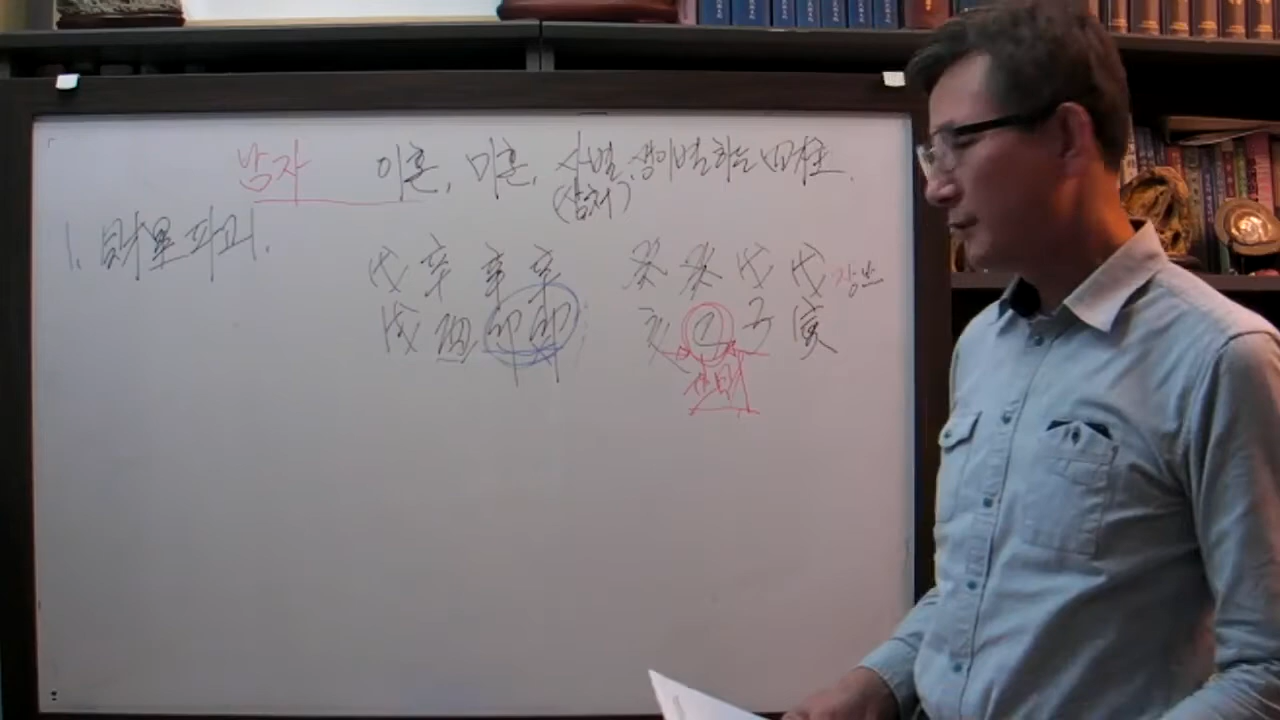 남자 이혼, 미혼, 사별, 생이별하는 四柱.
(상처)
1. 財星파괴.
戊 辛 辛 辛 癸 癸 戊 戊
戌 酉 卯 卯 亥 巳 子 寅